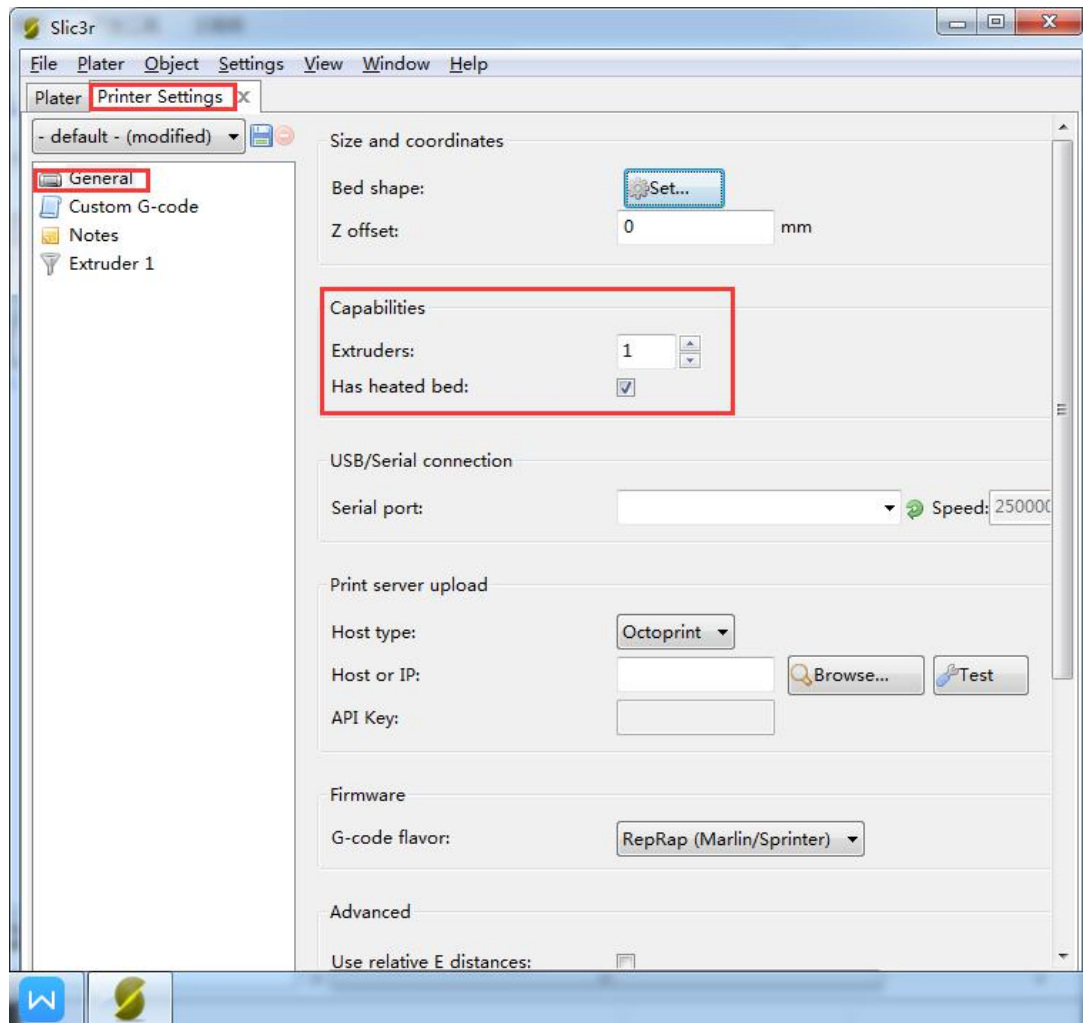 Slic3r
File Plater Object Settings View Window Help
Plater Printer Settings
- default - (modified)
General
Custom G-code
Notes
Extruder 1
Size and coordinates
Bed shape: Set...
Z offset: 0 mm
Capabilities
Extruders: 1
Has heated bed:
USB/Serial connection
Serial port: Speed: 250000
Print server upload
Host type: Octoprint
Host or IP: Browse... Test
API Key:
Firmware
G-code flavor: RepRap (Marlin/Sprinter)
Advanced
Use relative E distances: